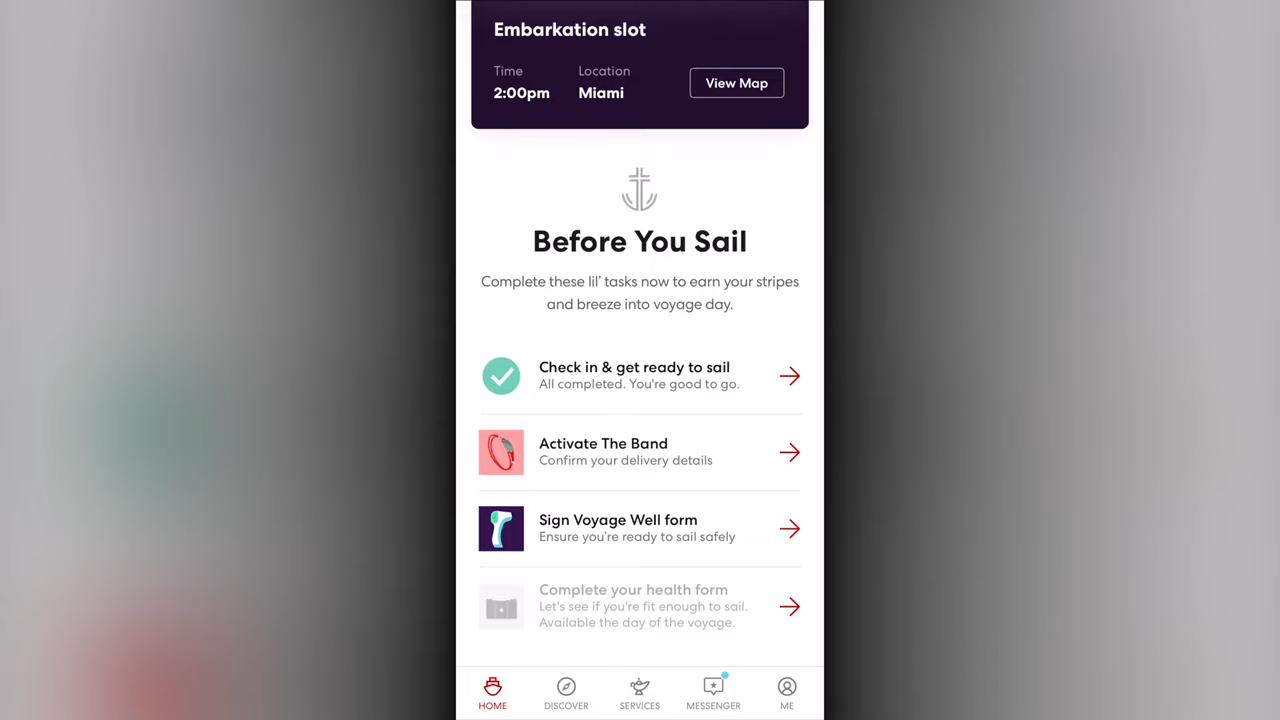 Embarkation slot
Time
Location
2:00pm
Miami
View Map
Before You Sail
Complete these lil' tasks now to earn your stripes
and breeze into voyage day.
Check in & get ready to sail
All completed. You're good to go.
Activate The Band
Confirm your delivery details
Sign Voyage Well form
Ensure you're ready to sail safely
Complete your health form
Let's see if you're fit enough to sail.
Available the day of the voyage.
HOME
DISCOVER
SERVICES
MESSENGER
ME